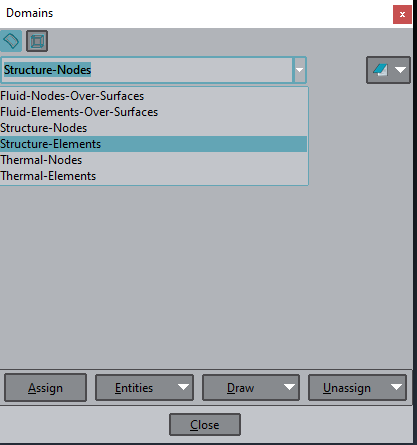 Domains
x
Structure-Nodes
Fluid-Nodes-Over-Surfaces
Fluid-Elements-Over-Surfaces
Structure-Nodes
Structure-Elements
Thermal-Nodes
Thermal-Elements
Assign Entities Draw Unassign
Close